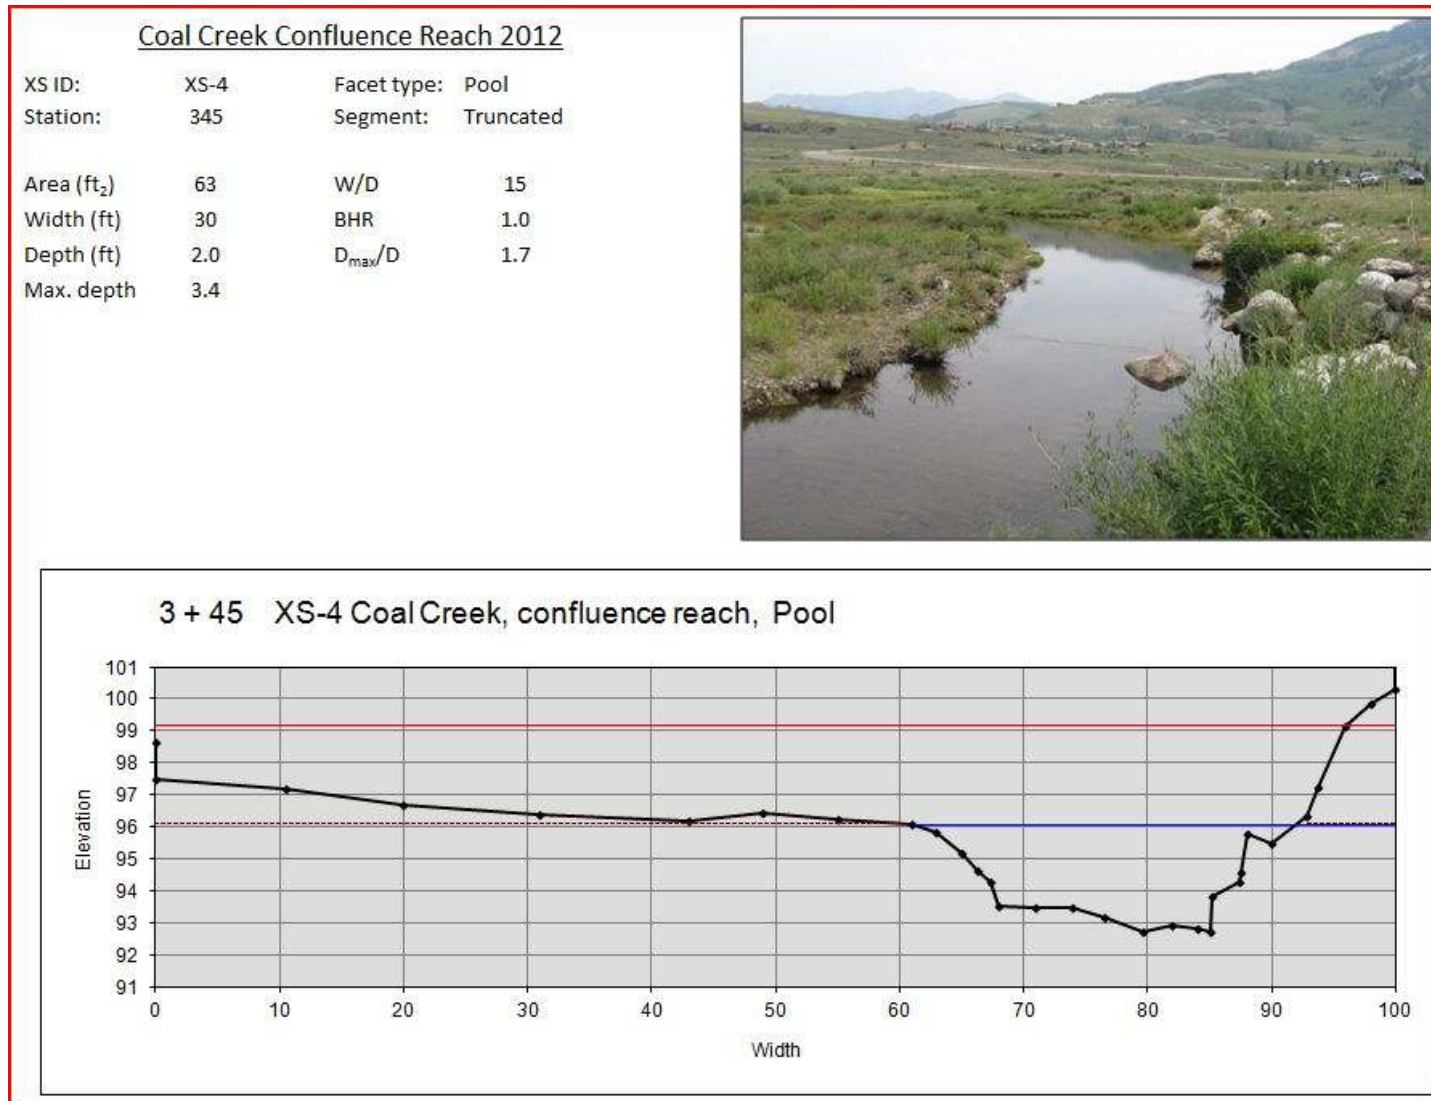 Coal Creek Confluence Reach 2012
XS ID: XS-4 Facet type: Pool
Station: 345 Segment: Truncated
Area (ft₂) 63 W/D 15
Width (ft) 30 BHR 1.0
Depth (ft) 2.0 Dmax/D 1.7
Max. depth 3.4
3 + 45 XS-4 Coal Creek, confluence reach, Pool
101
100
99
98
97
96
95
94
93
92
91
Elevation
0 10 20 30 40 50 60 70 80 90 100
Width